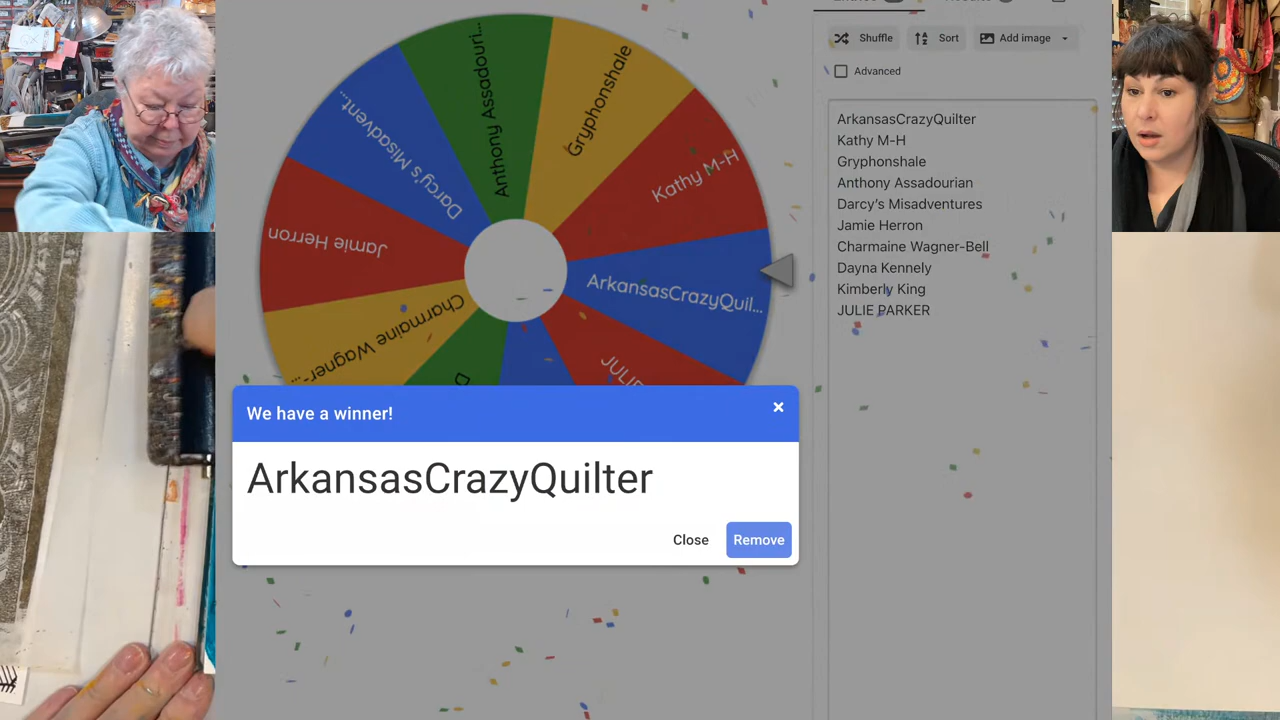 Shuffle
Sort
Add image
Advanced
ArkansasCrazyQuilter
Kathy M-H
Gryphonshale
Anthony Assadourian
Darcy's Misadventures
Jamie Herron
Charmaine Wagner-Bell
Dayna Kennely
Kimberly King
JULIE PARKER
Anthony Assadouri...
Gryphonshale
Kathy M-H
ArkansasCrazyQuil...
JULIE
D
Charmaine Wagner-...
Jamie Herron
Darcy's Misadvent...
We have a winner!
ArkansasCrazyQuilter
Close
Remove